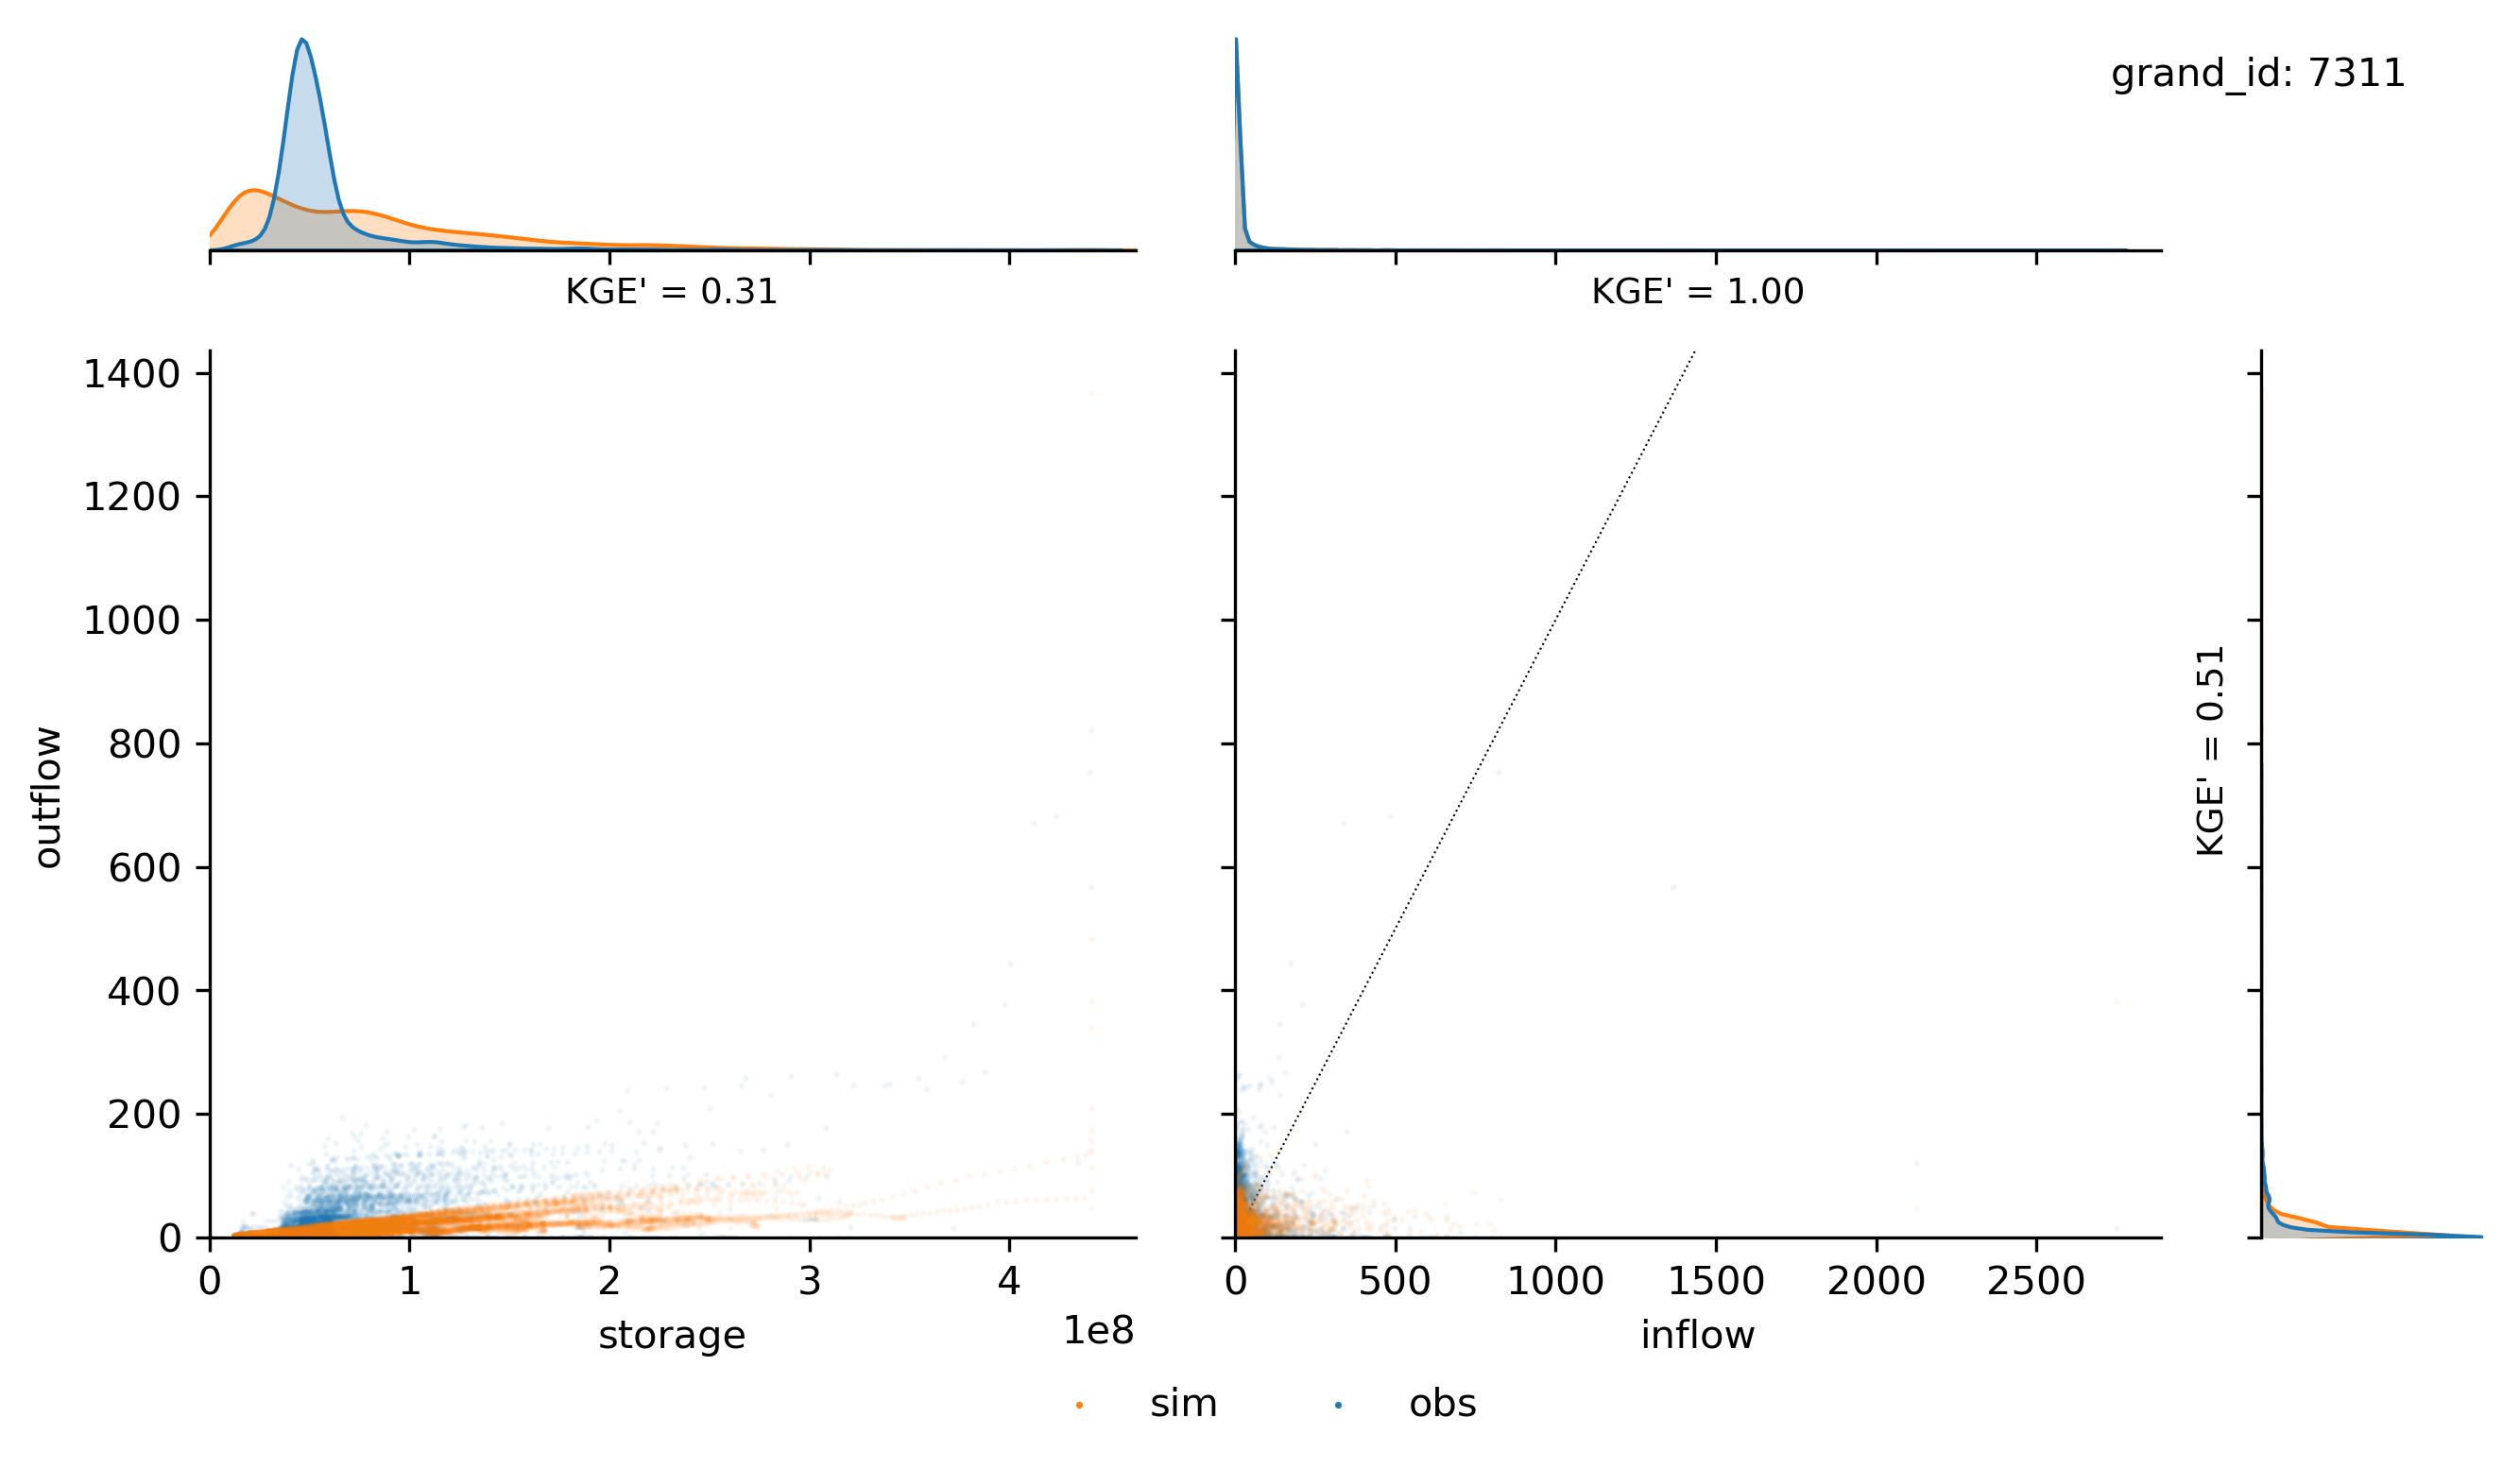 grand_id: 7311
KGE' = 0.31
KGE' = 1.00
1400
1200
1000
800
600
400
200
0
outflow
KGE' = 0.51
0 1 2 3 4
1e8
storage
0 500 1000 1500 2000 2500
inflow
sim obs